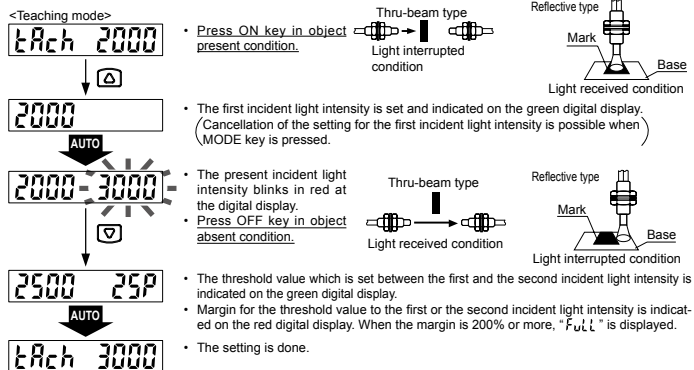 <Teaching mode>
tAch 2000
• Press ON key in object
present condition.
Thru-beam type
Light interrupted
condition
Reflective type
Mark
Base
Light received condition
2000
• The first incident light intensity is set and indicated on the green digital display.
(Cancellation of the setting for the first incident light intensity is possible when
MODE key is pressed.)
AUTO
2000 - 3000
• The present incident light
intensity blinks in red at
the digital display.
• Press OFF key in object
absent condition.
Thru-beam type
Light received condition
Reflective type
Mark
Base
Light interrupted condition
2500 25P
• The threshold value which is set between the first and the second incident light intensity is
indicated on the green digital display.
• Margin for the threshold value to the first or the second incident light intensity is indicat-
ed on the red digital display. When the margin is 200% or more, “FuLL” is displayed.
AUTO
tAch 3000
• The setting is done.